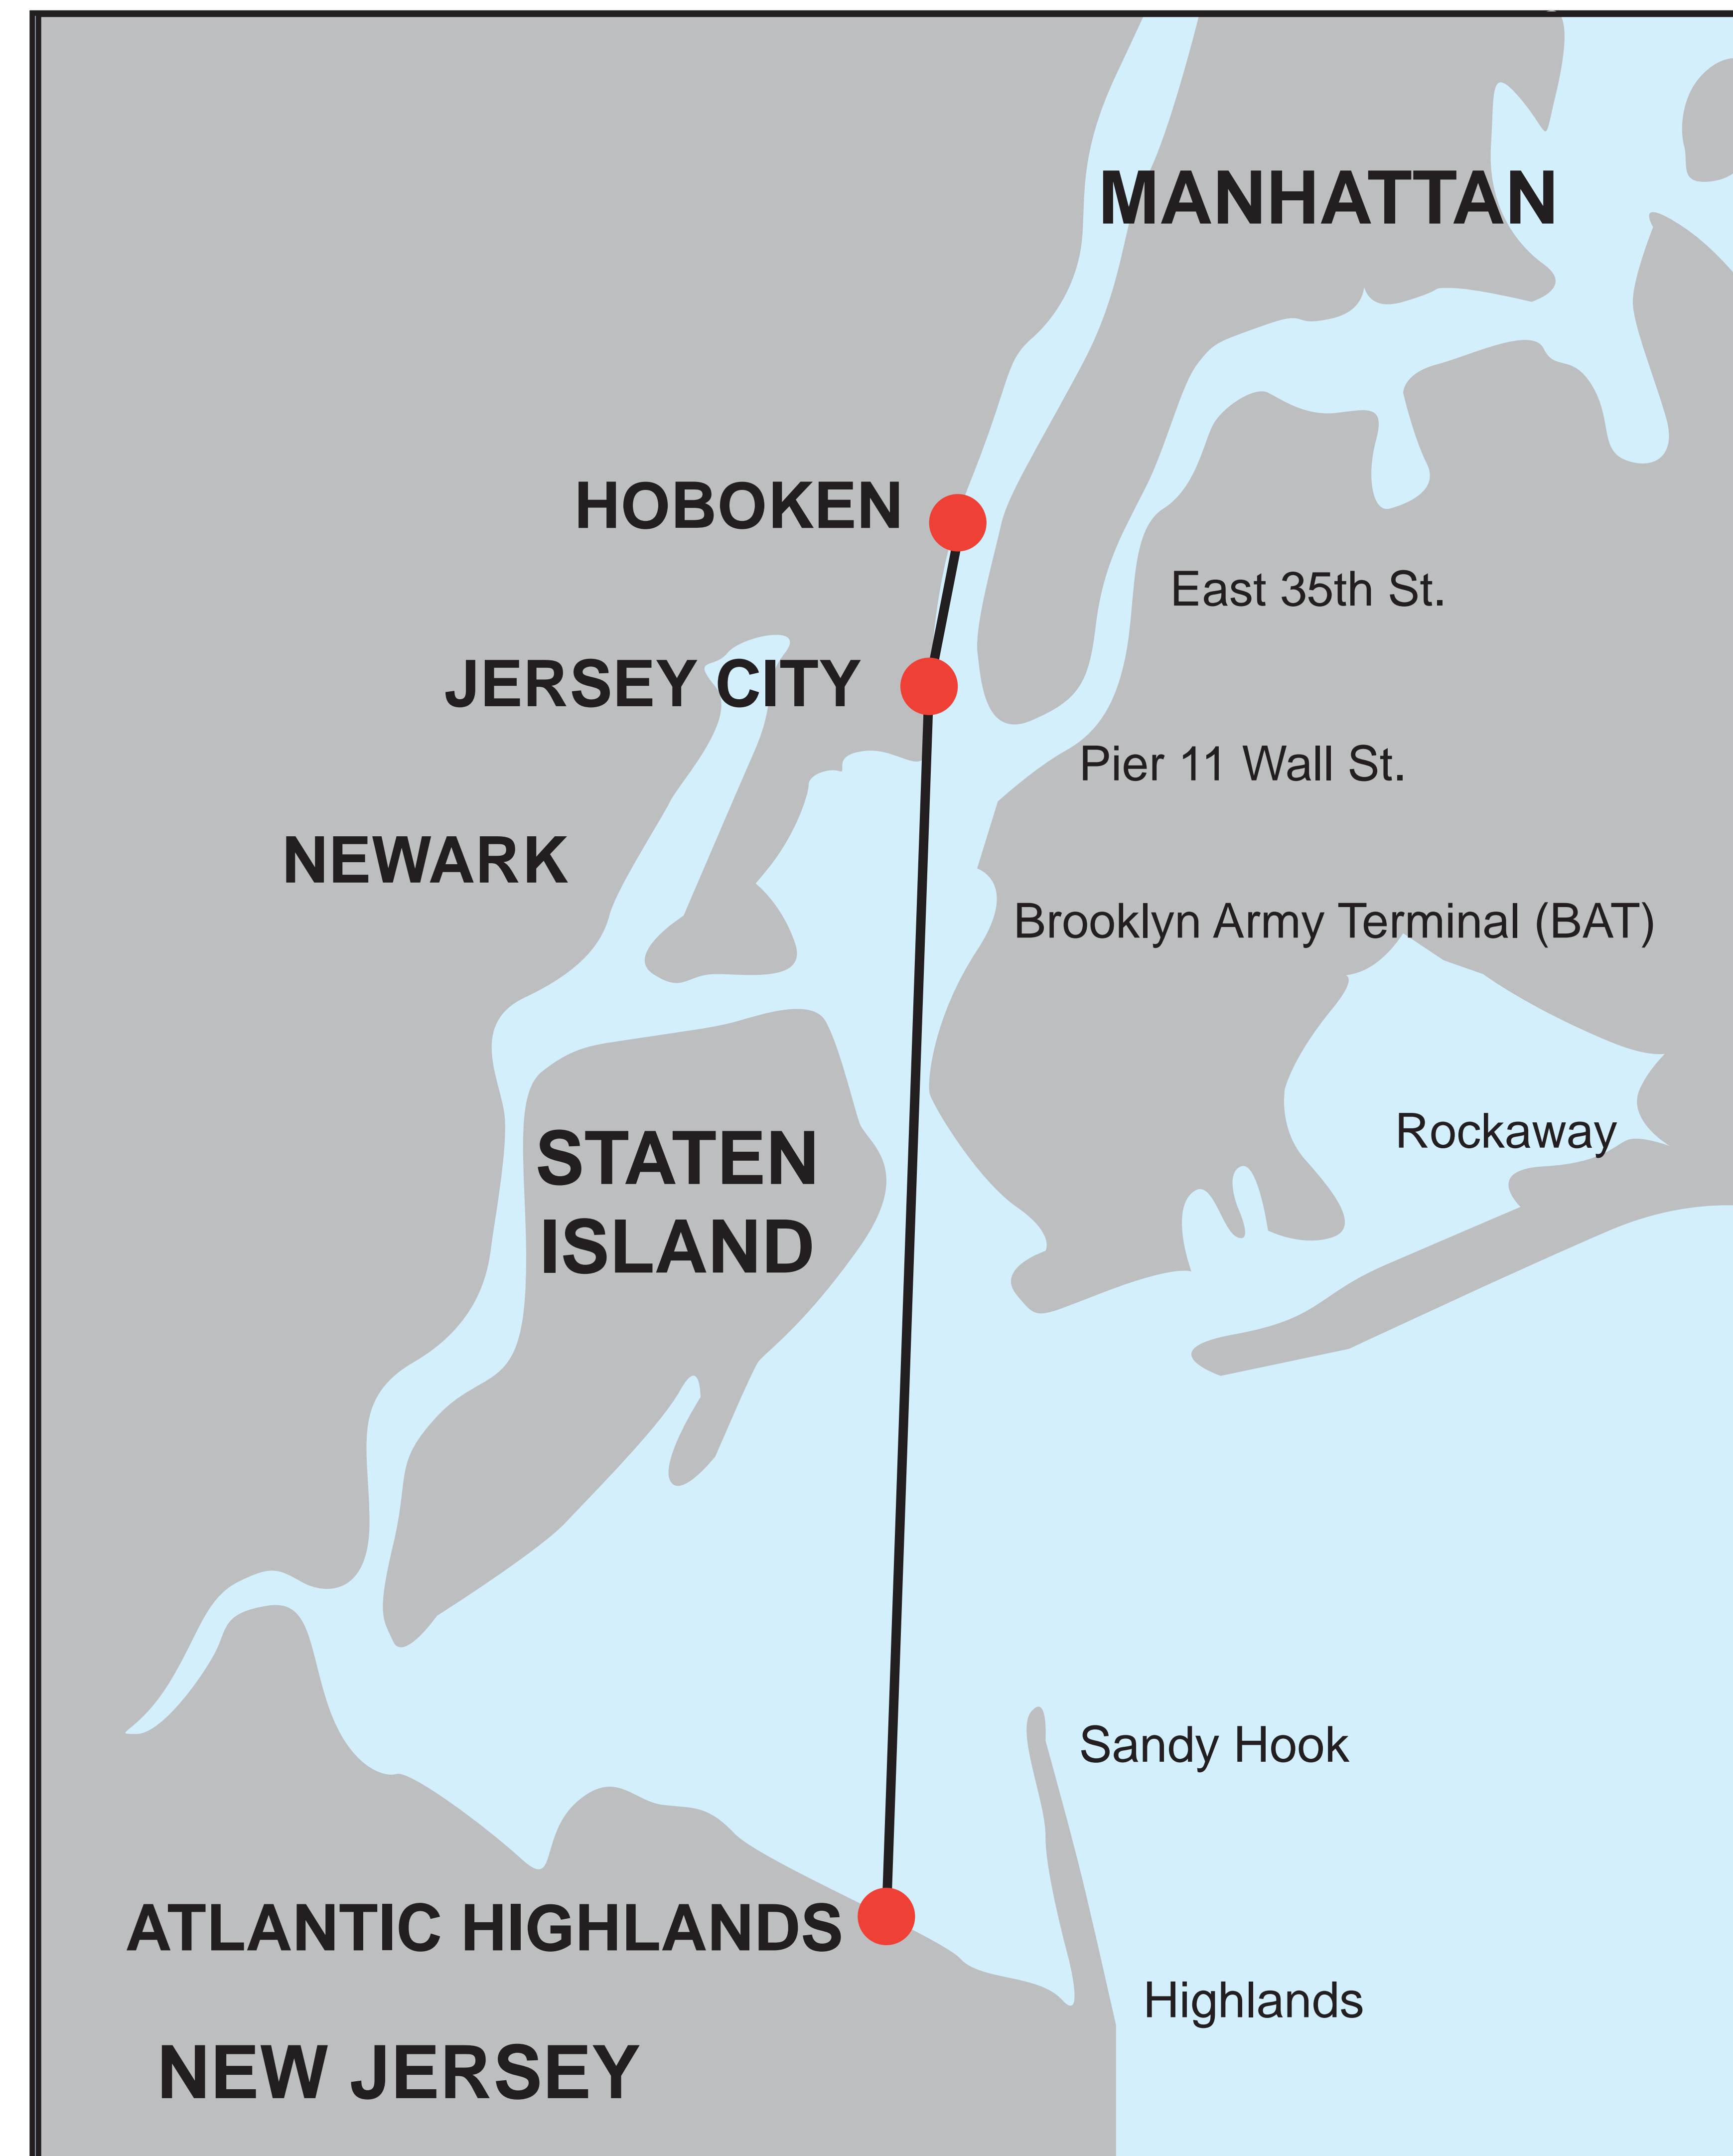 MANHATTAN
HOBOKEN
East 35th St.
JERSEY CITY
Pier 11 Wall St.
NEWARK
Brooklyn Army Terminal (BAT)
Rockaway
STATEN
ISLAND
Sandy Hook
ATLANTIC HIGHLANDS
Highlands
NEW JERSEY